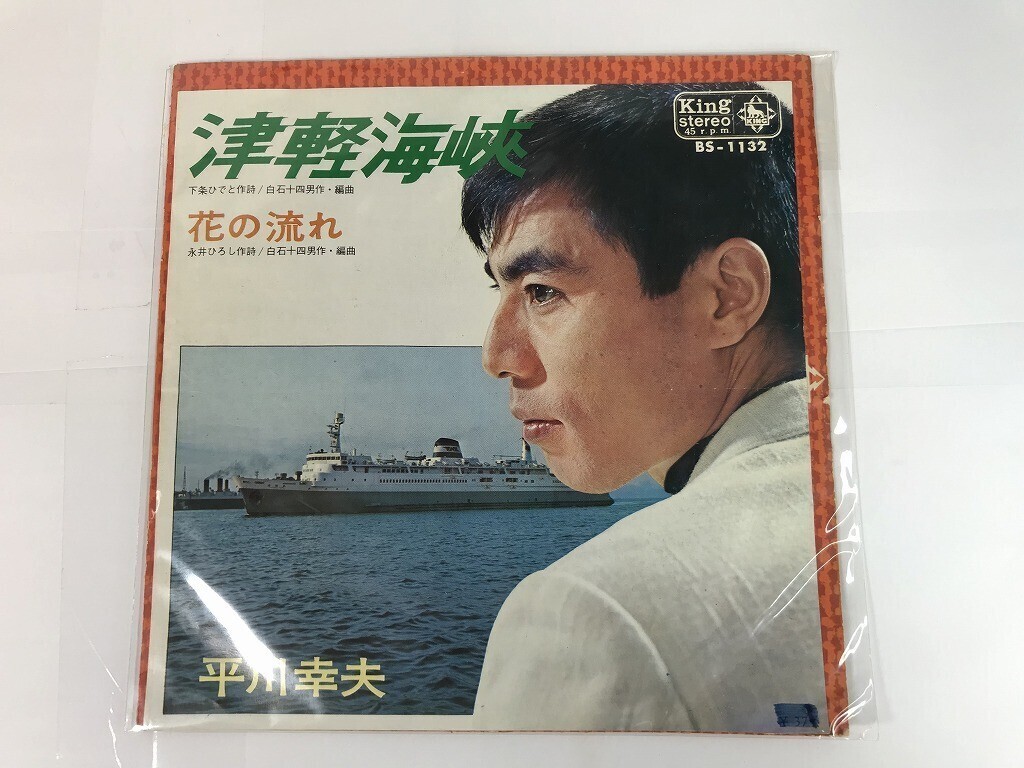 津軽海峡
下条ひでと作詩/白石十四男作・編曲
花の流れ
永井ひろし作詩/白石十四男作・編曲
King
stereo
45 r.p.m.
KING
BS-1132
平川幸夫